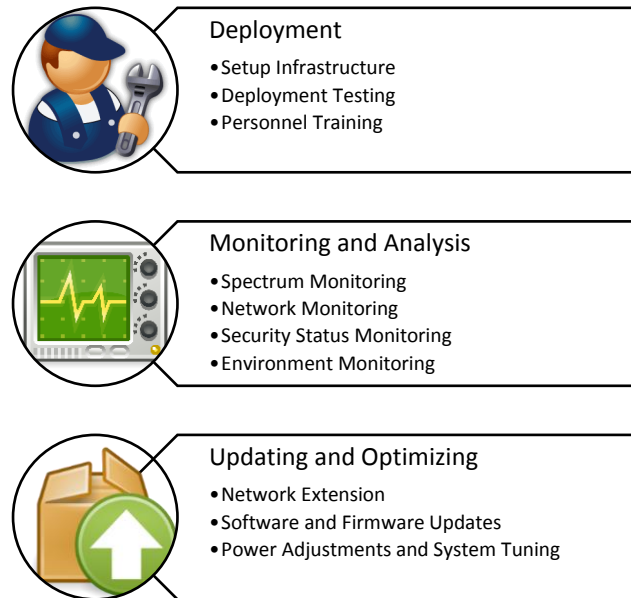 Deployment
•Setup Infrastructure
•Deployment Testing
•Personnel Training
Monitoring and Analysis
•Spectrum Monitoring
•Network Monitoring
•Security Status Monitoring
•Environment Monitoring
Updating and Optimizing
•Network Extension
•Software and Firmware Updates
•Power Adjustments and System Tuning